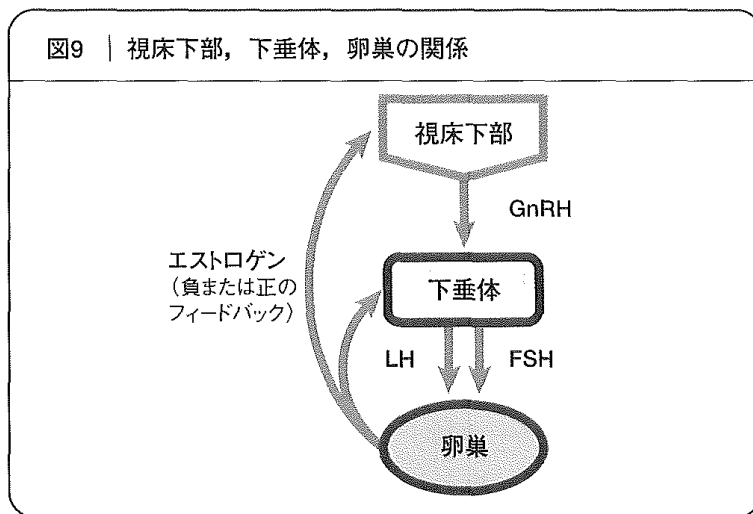 図9 | 視床下部，下垂体，卵巣の関係
視床下部
GnRH
エストロゲン
（負または正の
フィードバック）
下垂体
LH
FSH
卵巣